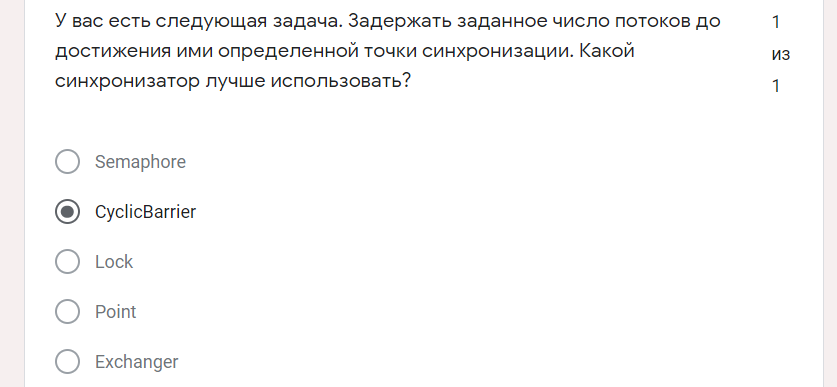 У вас есть следующая задача. Задержать заданное число потоков до
достижения ими определенной точки синхронизации. Какой
синхронизатор лучше использовать?
1
из
1
Semaphore
CyclicBarrier
Lock
Point
Exchanger